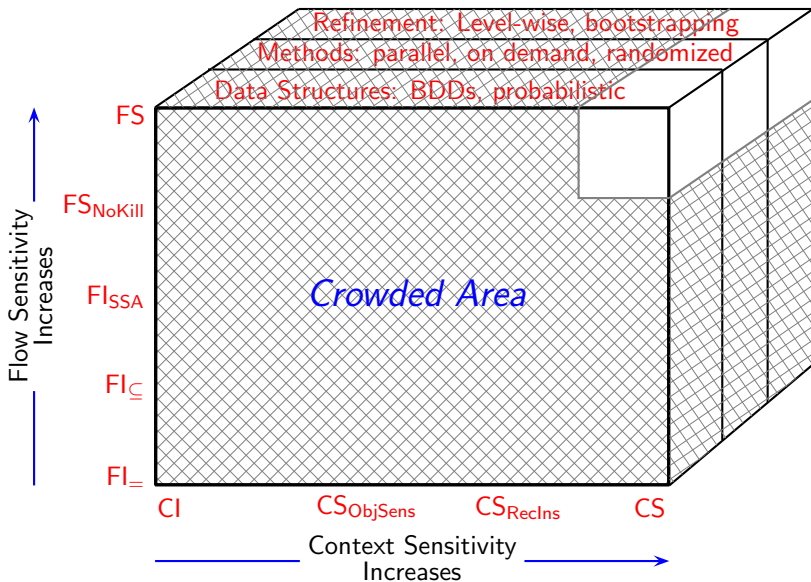 Refinement: Level-wise, bootstrapping
Methods: parallel, on demand, randomized
Data Structures: BDDs, probabilistic
FS
FS_NoKill
FI_SSA
FI_⊆
FI_=
Flow Sensitivity
Increases
Crowded Area
CI
CS_ObjSens
CS_RecIns
CS
Context Sensitivity
Increases